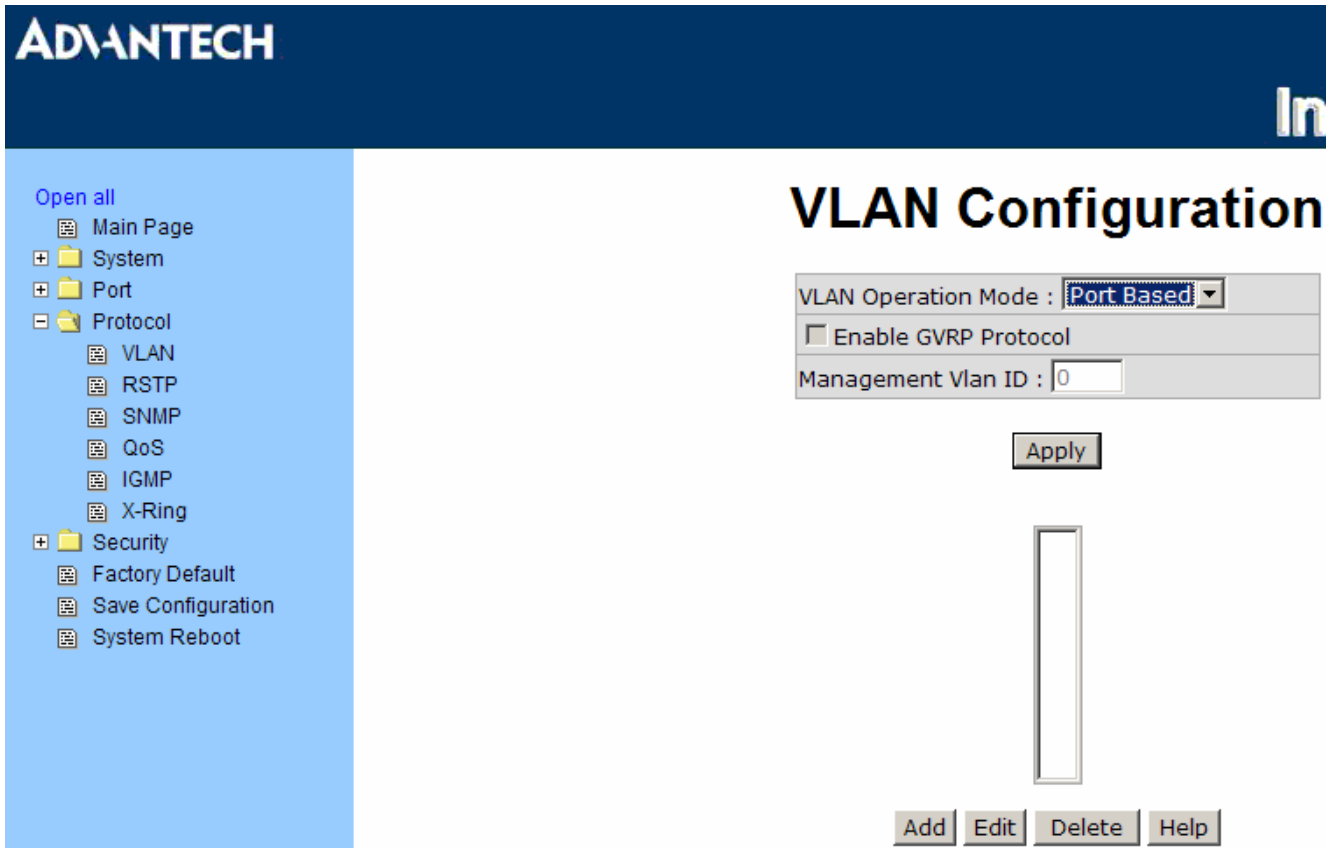 ADVANTECH
In
Open all
Main Page
System
Port
Protocol
VLAN
RSTP
SNMP
QoS
IGMP
X-Ring
Security
Factory Default
Save Configuration
System Reboot
VLAN Configuration
VLAN Operation Mode : Port Based
Enable GVRP Protocol
Management Vlan ID : 0
Apply
Add Edit Delete Help